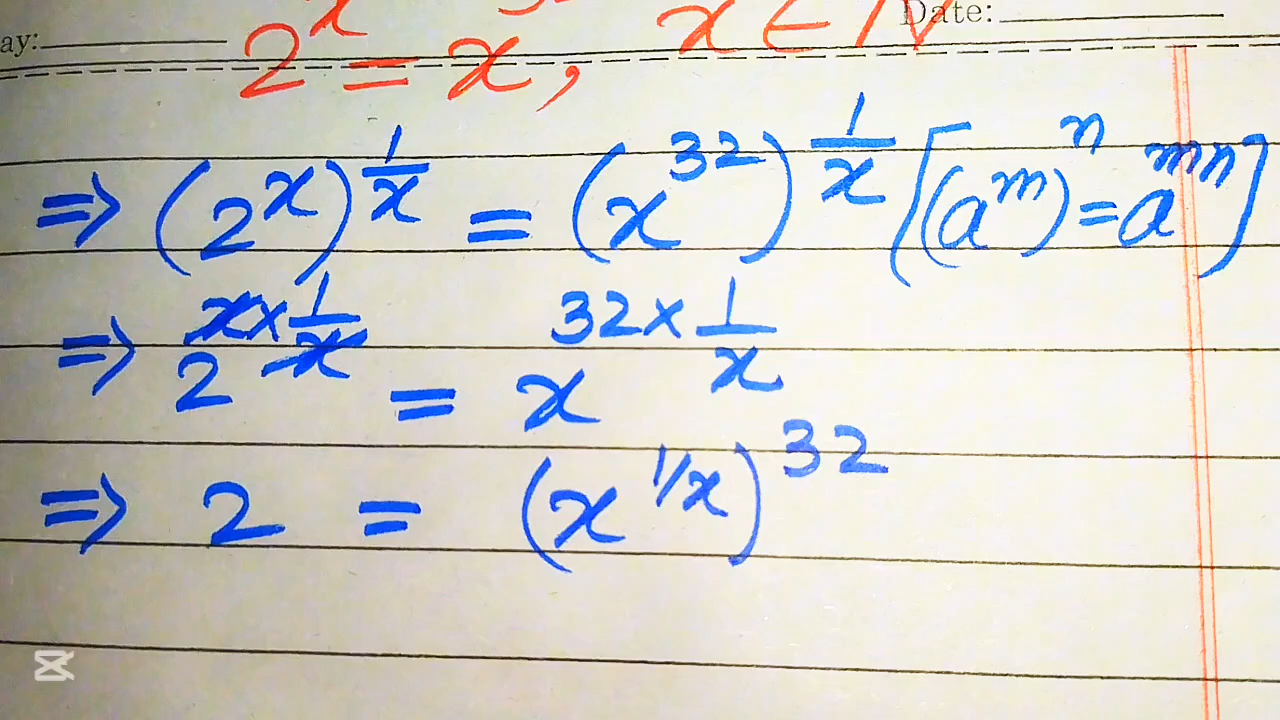 ay: Date:
2^x = x^32, x ∈ N
⇒ (2^x)^(1/x) = (x^32)^(1/x) [(a^m)^n = a^mn]
⇒ 2^(x × 1/x) = x^(32 × 1/x)
⇒ 2 = (x^(1/x))^32